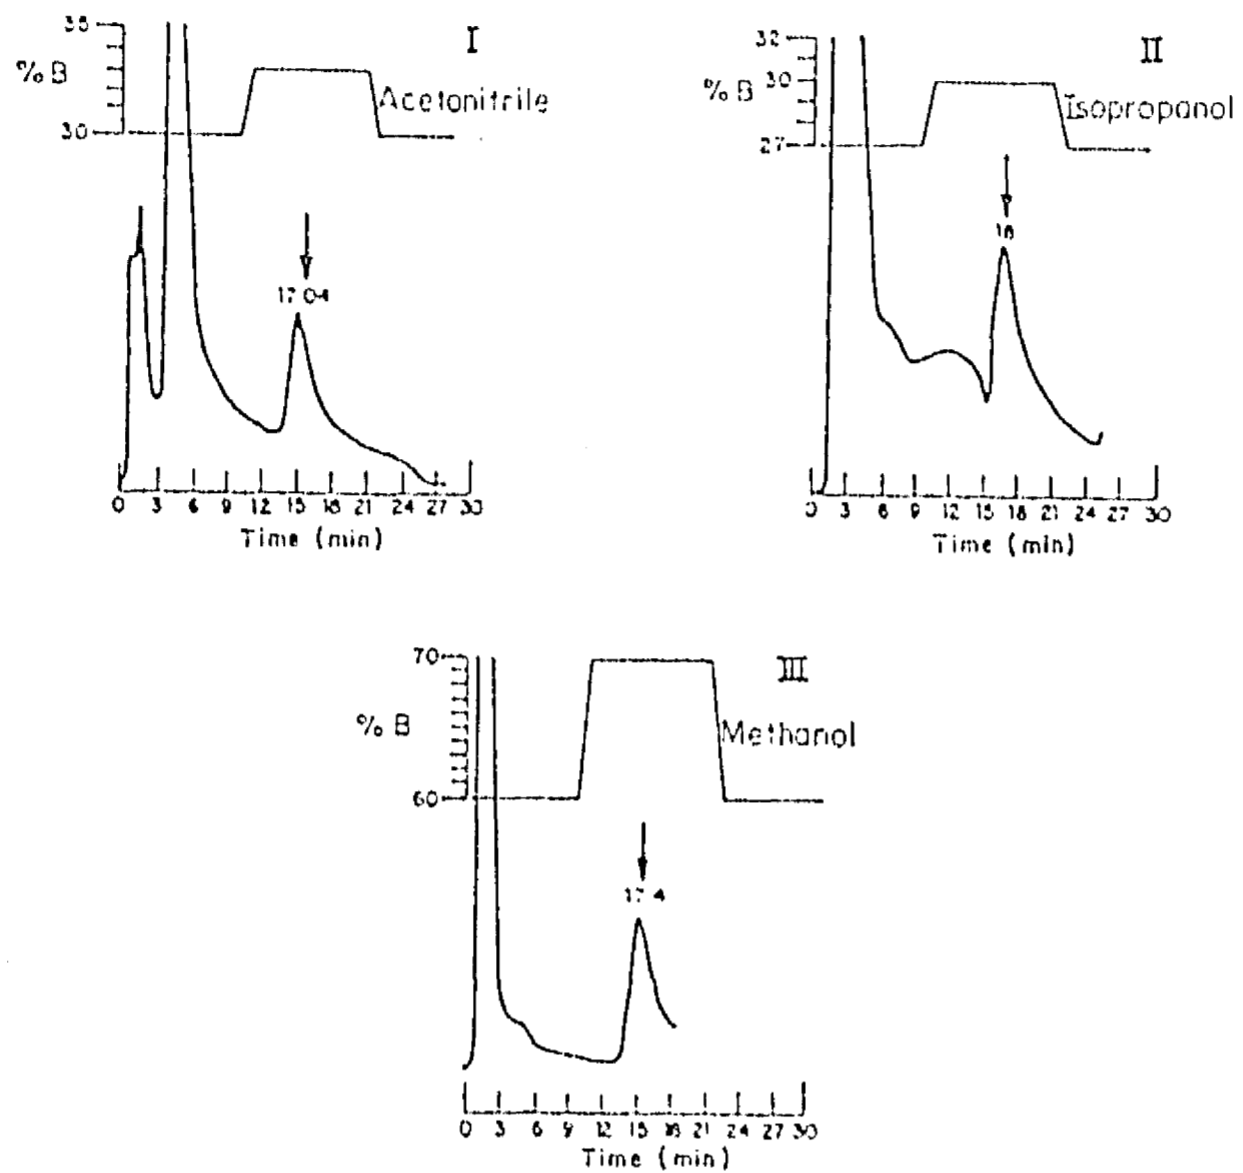 I
35
% B
30
Acetonitrile
17.04
0 3 6 9 12 15 18 21 24 27 30
Time (min)
II
32
30
% B
27
Isopropanol
18
0 3 6 9 12 15 18 21 24 27 30
Time (min)
III
70
% B
60
Methanol
17.4
0 3 6 9 12 15 18 21 24 27 30
Time (min)